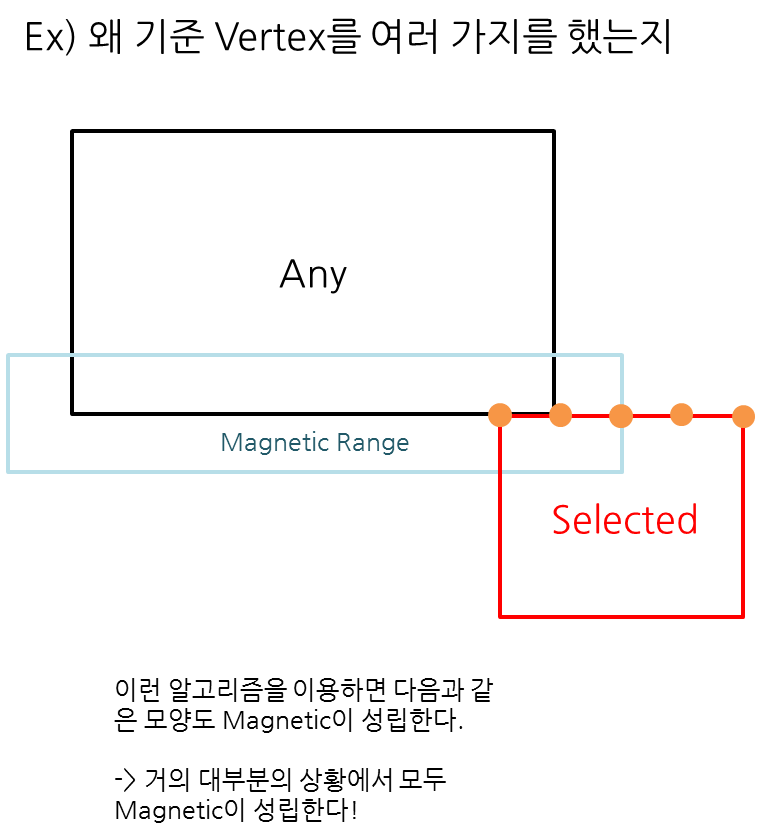 Ex) 왜 기준 Vertex를 여러 가지를 했는지
Any
Magnetic Range
Selected
이런 알고리즘을 이용하면 다음과 같
은 모양도 Magnetic이 성립한다.
-> 거의 대부분의 상황에서 모두
Magnetic이 성립한다!